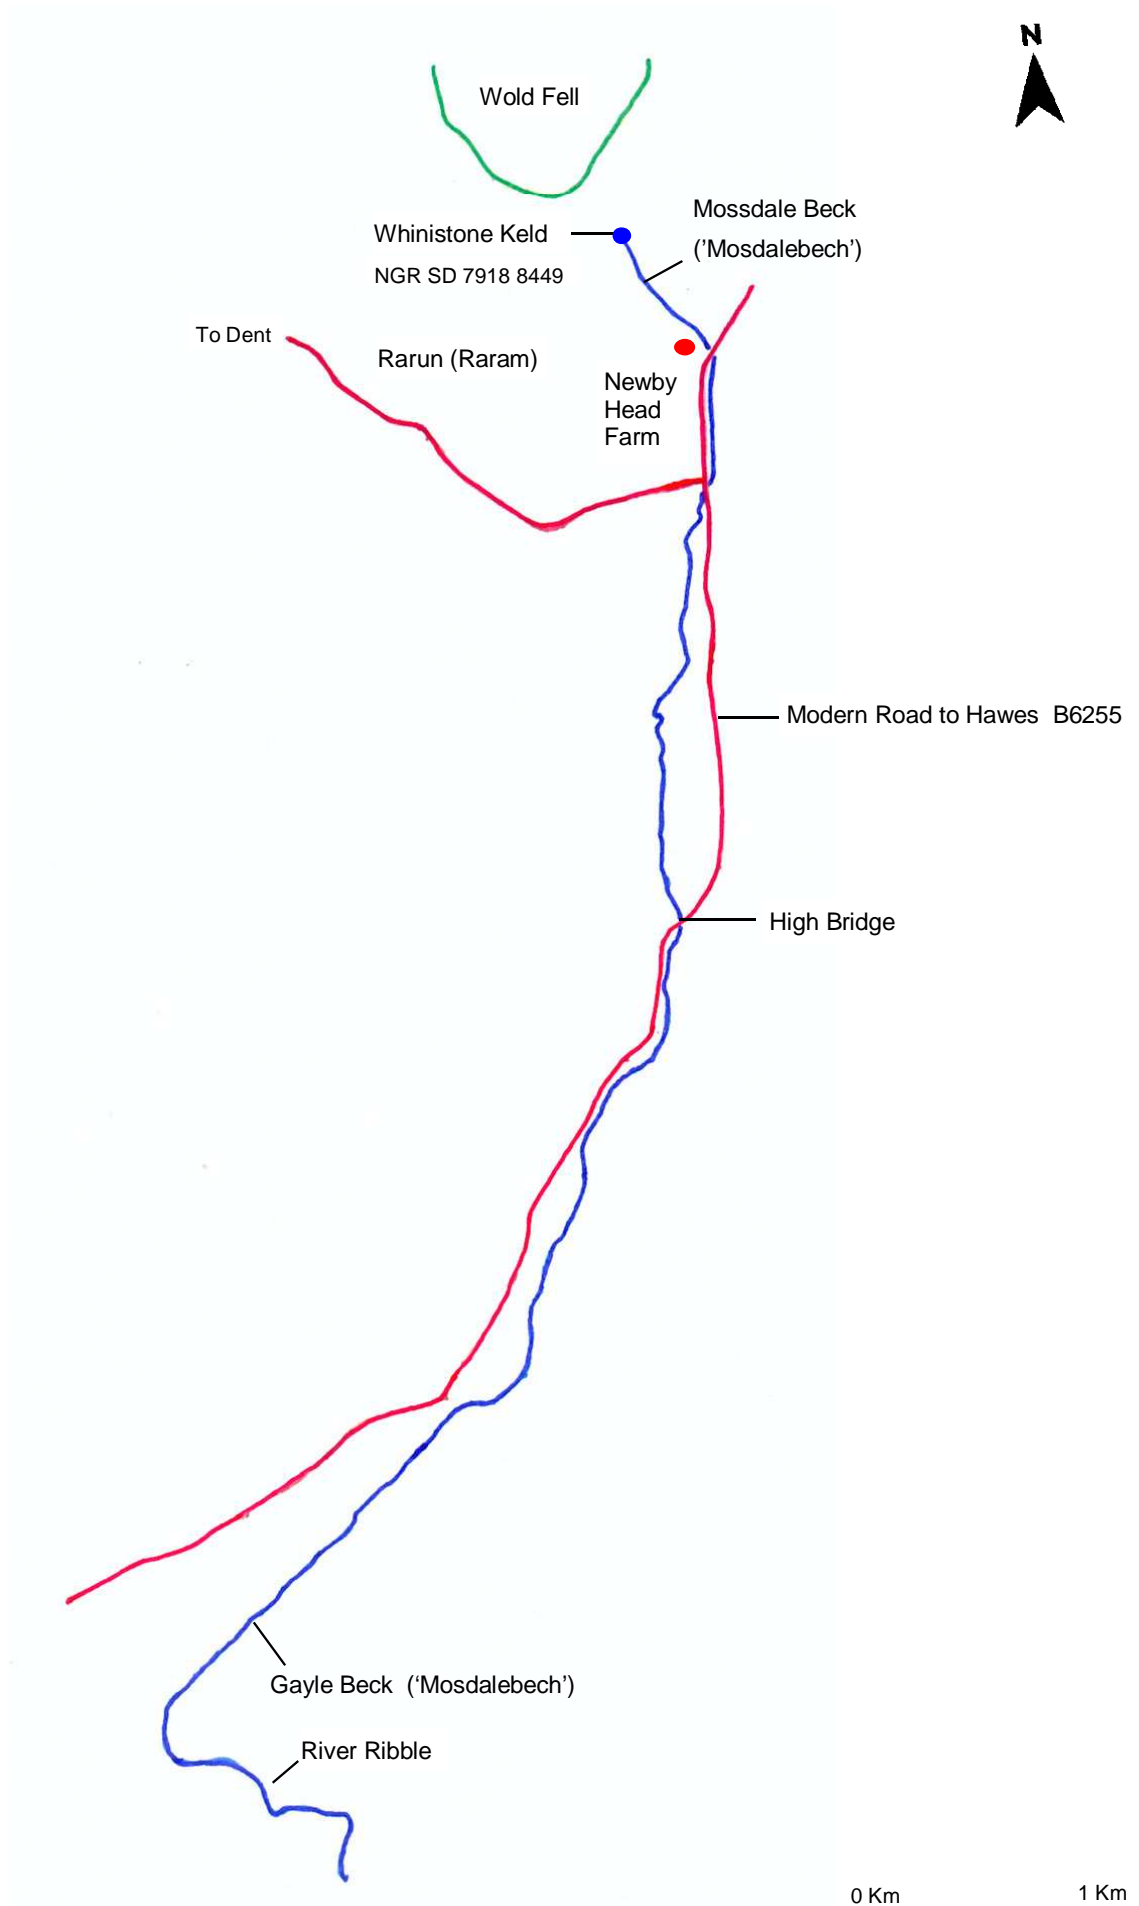 N
Wold Fell
Mossdale Beck
(’Mosdalebech’)
Whinistone Keld
NGR SD 7918 8449
To Dent
Rarun (Raram)
Newby
Head
Farm
Modern Road to Hawes B6255
High Bridge
Gayle Beck (‘Mosdalebech’)
River Ribble
0 Km
1 Km